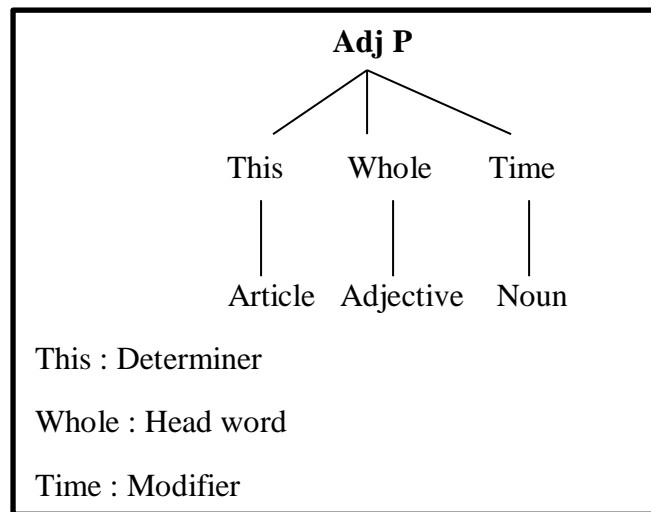 Adj P
This Whole Time
Article Adjective Noun
This : Determiner
Whole : Head word
Time : Modifier